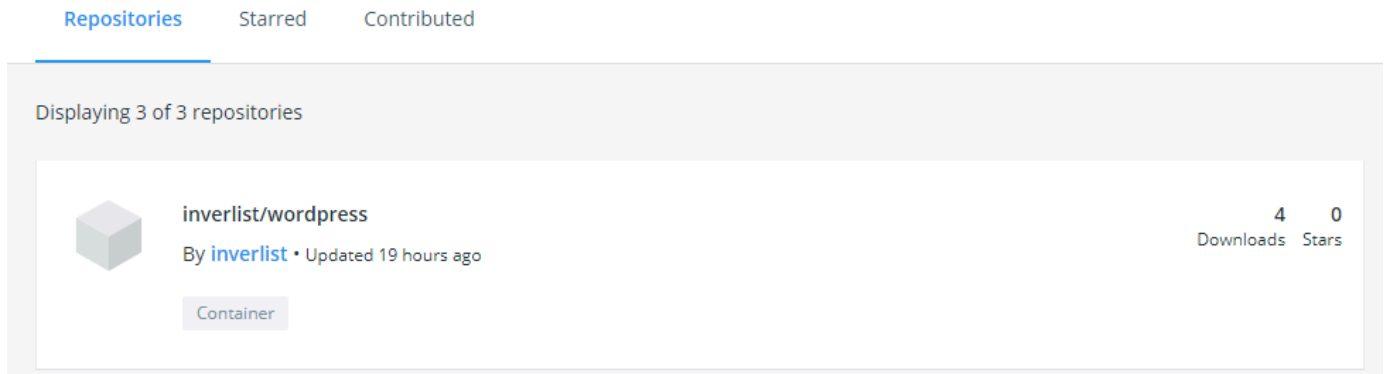 Repositories Starred Contributed
Displaying 3 of 3 repositories
inverlist/wordpress
By inverlist • Updated 19 hours ago
4 0
Downloads Stars
Container